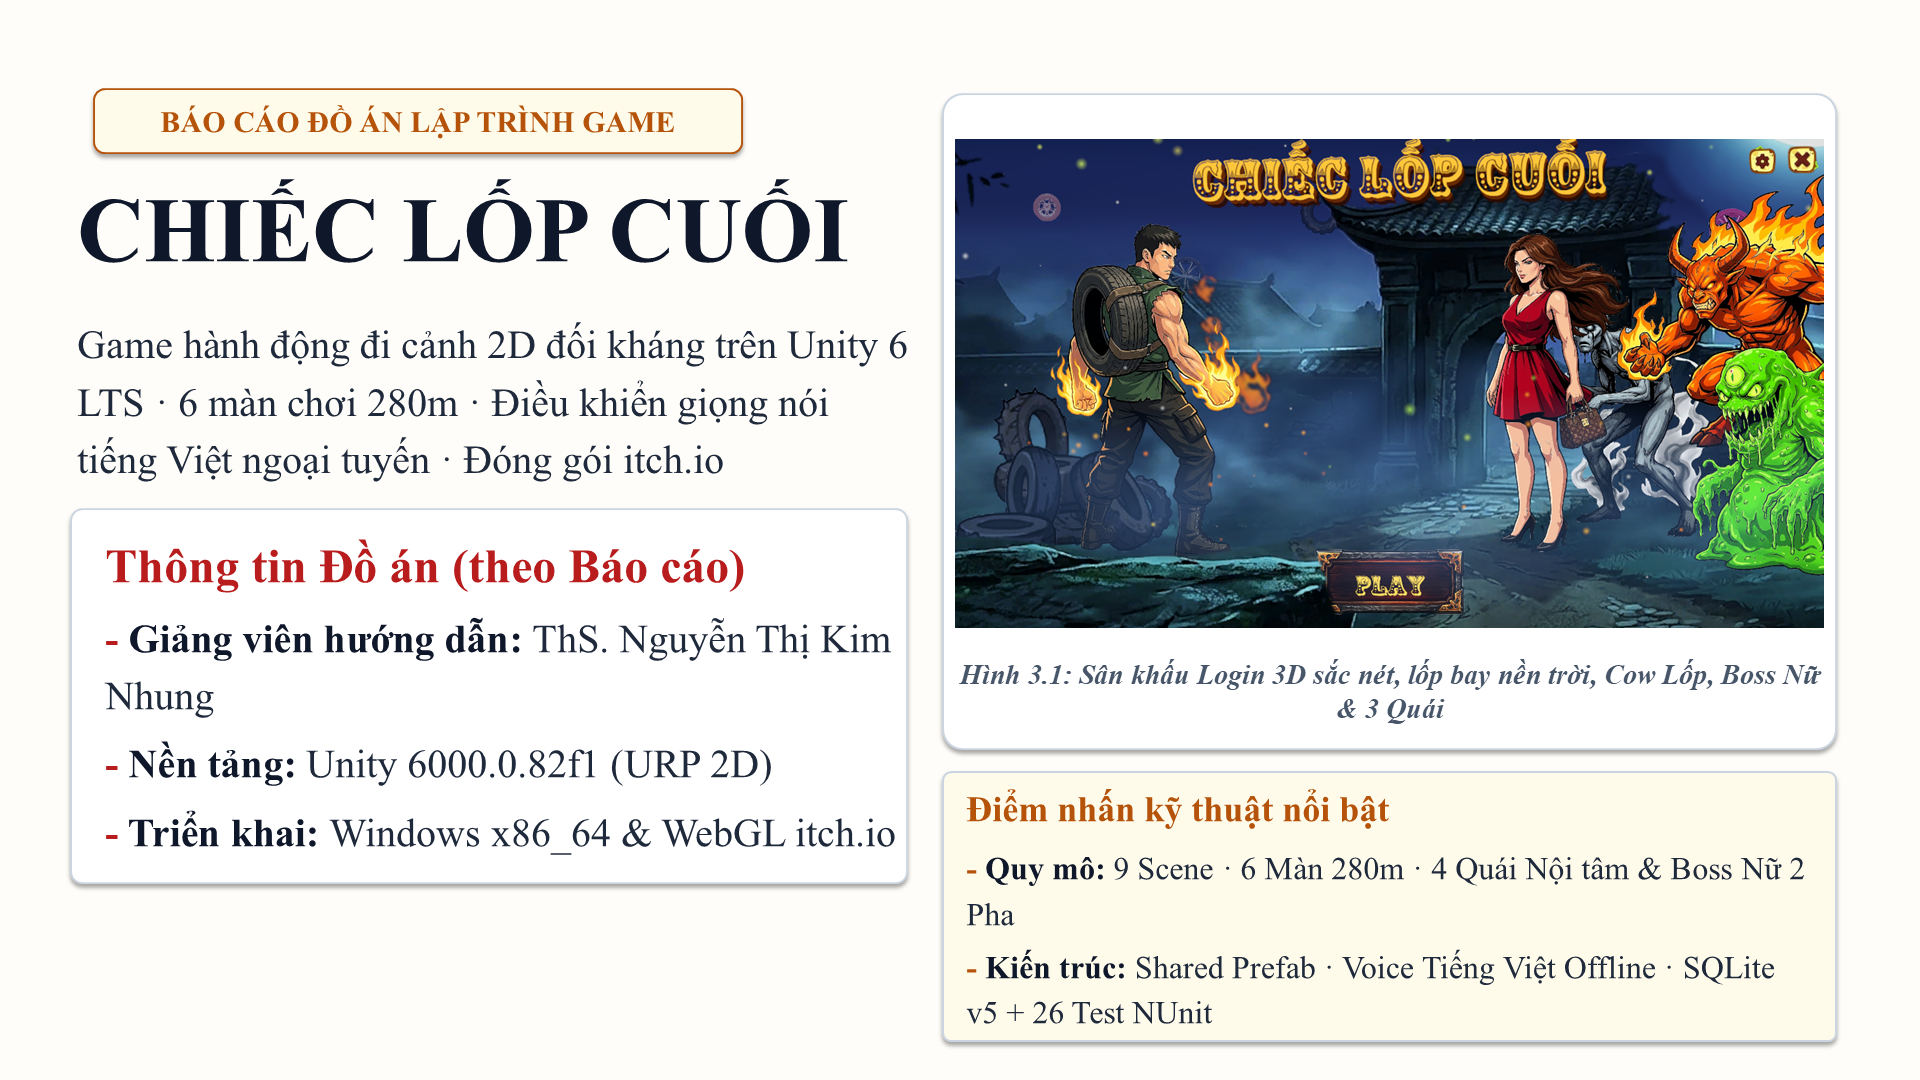 BÁO CÁO ĐỒ ÁN LẬP TRÌNH GAME
CHIẾC LỐP CUỐI
Game hành động đi cảnh 2D đối kháng trên Unity 6
LTS · 6 màn chơi 280m · Điều khiển giọng nói
tiếng Việt ngoại tuyến · Đóng gói itch.io
Thông tin Đồ án (theo Báo cáo)
- Giảng viên hướng dẫn: ThS. Nguyễn Thị Kim
Nhung
- Nền tảng: Unity 6000.0.82f1 (URP 2D)
- Triển khai: Windows x86_64 & WebGL itch.io
CHIẾC LỐP CUỐI
PLAY
Hình 3.1: Sân khấu Login 3D sắc nét, lốp bay nền trời, Cow Lốp, Boss Nữ
& 3 Quái
Điểm nhấn kỹ thuật nổi bật
- Quy mô: 9 Scene · 6 Màn 280m · 4 Quái Nội tâm & Boss Nữ 2
Pha
- Kiến trúc: Shared Prefab · Voice Tiếng Việt Offline · SQLite
v5 + 26 Test NUnit